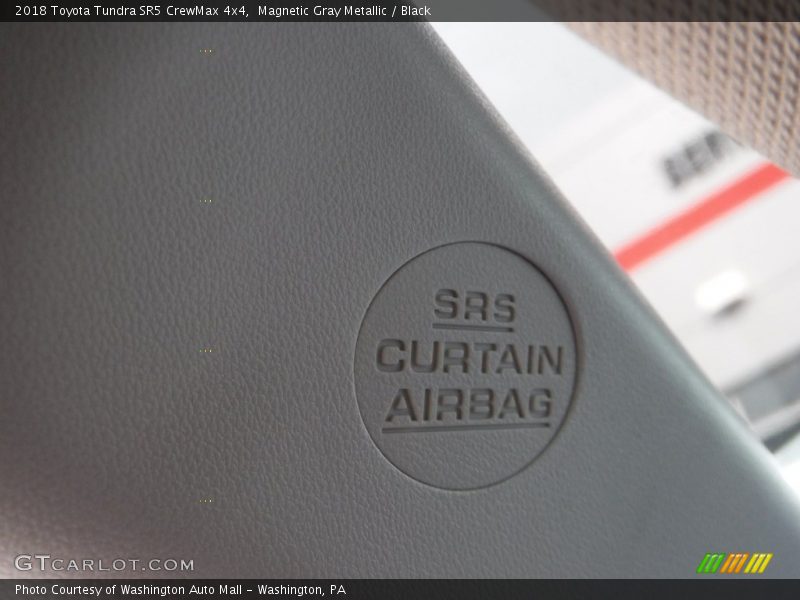 2018 Toyota Tundra SR5 CrewMax 4x4, Magnetic Gray Metallic / Black
SRS
CURTAIN
AIRBAG
GTCARLOT.COM
Photo Courtesy of Washington Auto Mall - Washington, PA